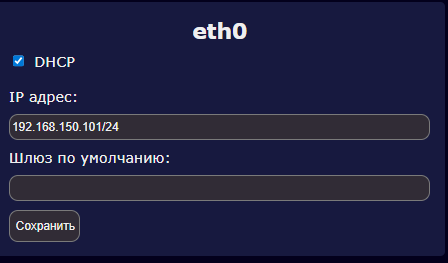 eth0
DHCP
IP адрес:
192.168.150.101/24
Шлюз по умолчанию:
Сохранить